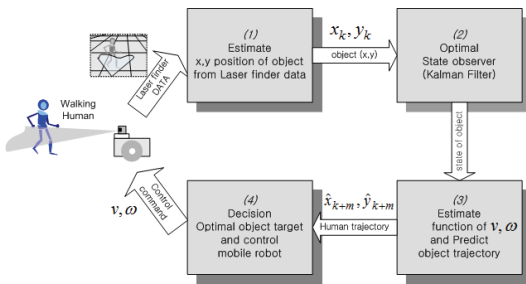 (1)
Estimate
x,y position of object
from Laser finder data
x_k, y_k
object (x,y)
(2)
Optimal
State observer
(Kalman Filter)
Laser finder
DATA
Walking
Human
state of object
(3)
Estimate
function of v, ω
and Predict
object trajectory
x̂_{k+m}, ŷ_{k+m}
Human trajectory
(4)
Decision
Optimal object target
and control
mobile robot
Control
command
v, ω